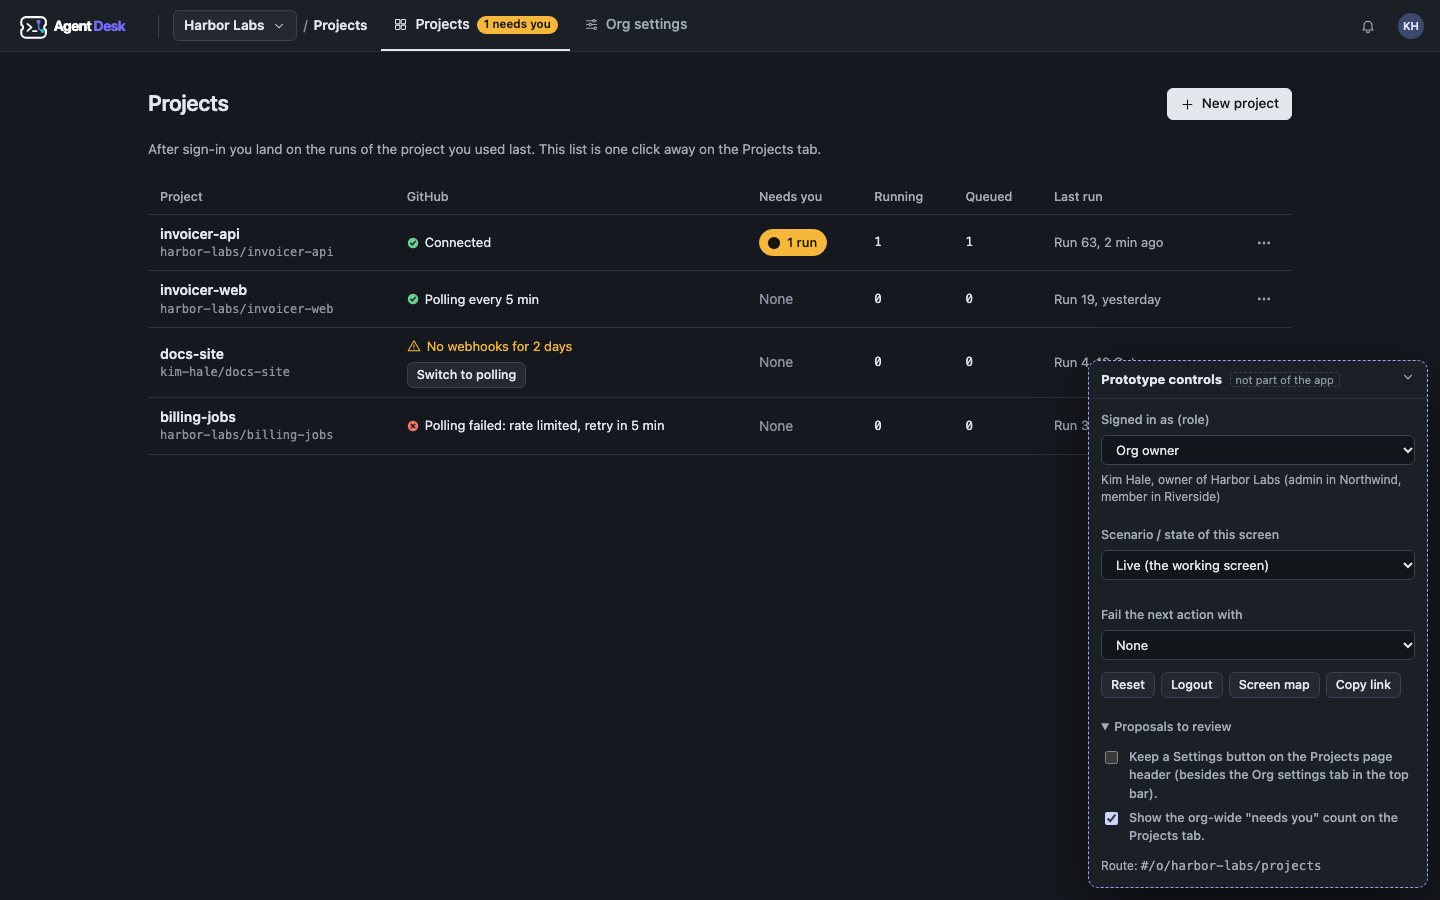 AgentDesk
Harbor Labs / Projects
Projects 1 needs you
Org settings
KH
Projects
+ New project
After sign-in you land on the runs of the project you used last. This list is one click away on the Projects tab.
Project GitHub Needs you Running Queued Last run
invoicer-api
harbor-labs/invoicer-api
Connected
1 run
1
1
Run 63, 2 min ago
invoicer-web
harbor-labs/invoicer-web
Polling every 5 min
None
0
0
Run 19, yesterday
docs-site
kim-hale/docs-site
No webhooks for 2 days
Switch to polling
None
0
0
Run 4
billing-jobs
harbor-labs/billing-jobs
Polling failed: rate limited, retry in 5 min
None
0
0
Run 3
Prototype controls not part of the app
Signed in as (role)
Org owner
Kim Hale, owner of Harbor Labs (admin in Northwind,
member in Riverside)
Scenario / state of this screen
Live (the working screen)
Fail the next action with
None
Reset Logout Screen map Copy link
▼ Proposals to review
Keep a Settings button on the Projects page
header (besides the Org settings tab in the top
bar).
Show the org-wide "needs you" count on the
Projects tab.
Route: #/o/harbor-labs/projects